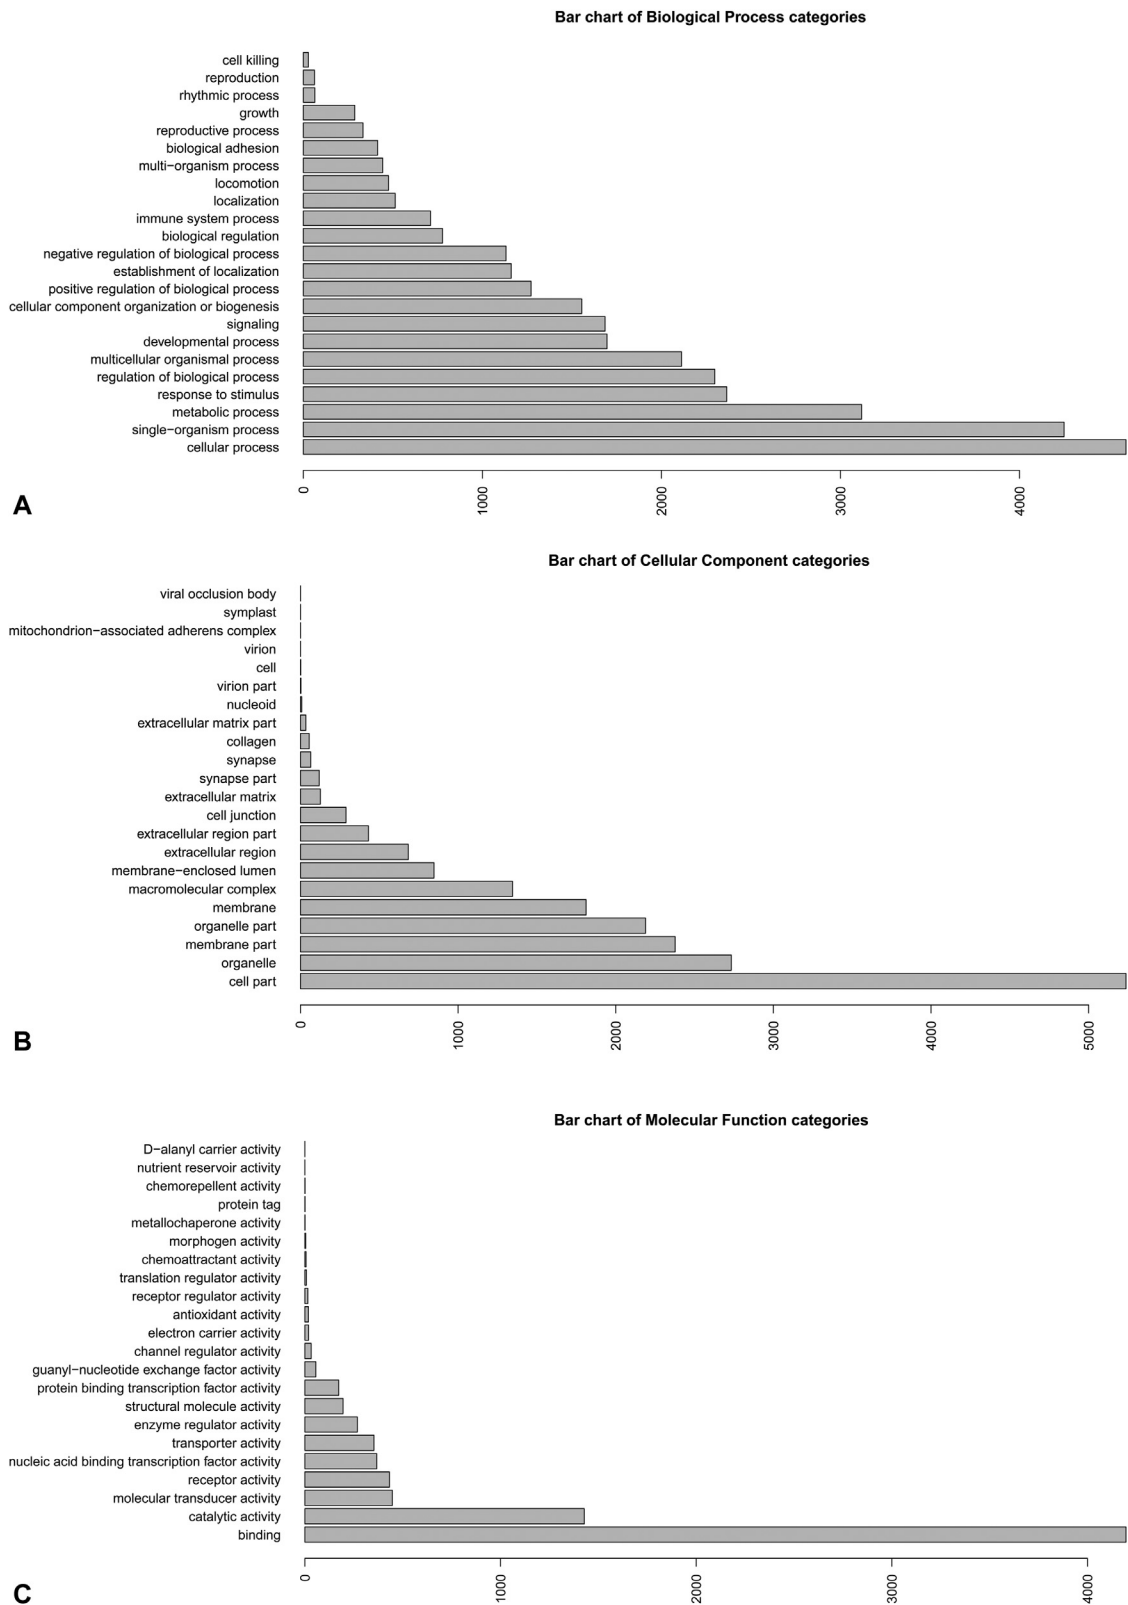 Bar chart of Biological Process categories
cell killing
reproduction
rhythmic process
growth
reproductive process
biological adhesion
multi−organism process
locomotion
localization
immune system process
biological regulation
negative regulation of biological process
establishment of localization
positive regulation of biological process
cellular component organization or biogenesis
signaling
developmental process
multicellular organismal process
regulation of biological process
response to stimulus
metabolic process
single−organism process
cellular process
0 1000 2000 3000 4000
A
Bar chart of Cellular Component categories
viral occlusion body
symplast
mitochondrion−associated adherens complex
virion
cell
virion part
nucleoid
extracellular matrix part
collagen
synapse
synapse part
extracellular matrix
cell junction
extracellular region part
extracellular region
membrane−enclosed lumen
macromolecular complex
membrane
organelle part
membrane part
organelle
cell part
0 1000 2000 3000 4000 5000
B
Bar chart of Molecular Function categories
D−alanyl carrier activity
nutrient reservoir activity
chemorepellent activity
protein tag
metallochaperone activity
morphogen activity
chemoattractant activity
translation regulator activity
receptor regulator activity
antioxidant activity
electron carrier activity
channel regulator activity
guanyl−nucleotide exchange factor activity
protein binding transcription factor activity
structural molecule activity
enzyme regulator activity
transporter activity
nucleic acid binding transcription factor activity
receptor activity
molecular transducer activity
catalytic activity
binding
0 1000 2000 3000 4000
C